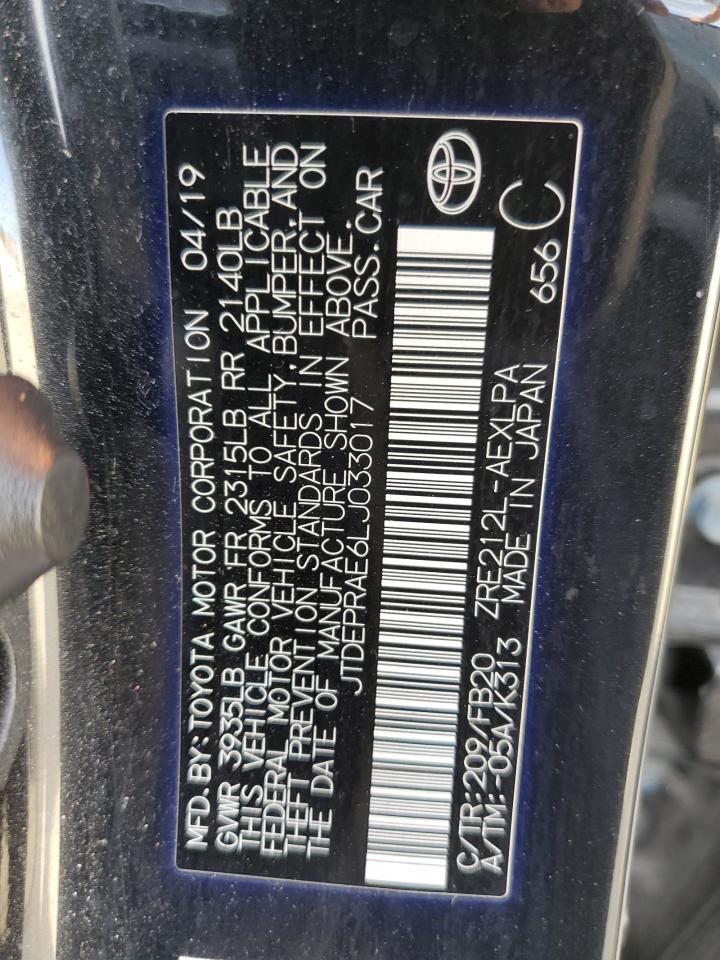 MFD.BY:TOYOTA MOTOR CORPORATION 04/19
GVWR 3935LB GAWR FR 2315LB RR 2140LB
THIS VEHICLE CONFORMS TO ALL APPLICABLE
FEDERAL MOTOR VEHICLE SAFETY,BUMPER,AND
THEFT PREVENTION STANDARDS IN EFFECT ON
THE DATE OF MANUFACTURE SHOWN ABOVE.
JTDEPRAE6LJ033017 PASS.CAR
C/TR:209/FB20 ZRE212L-AEXLPA
A/TM:-05A/K313 MADE IN JAPAN
656 C